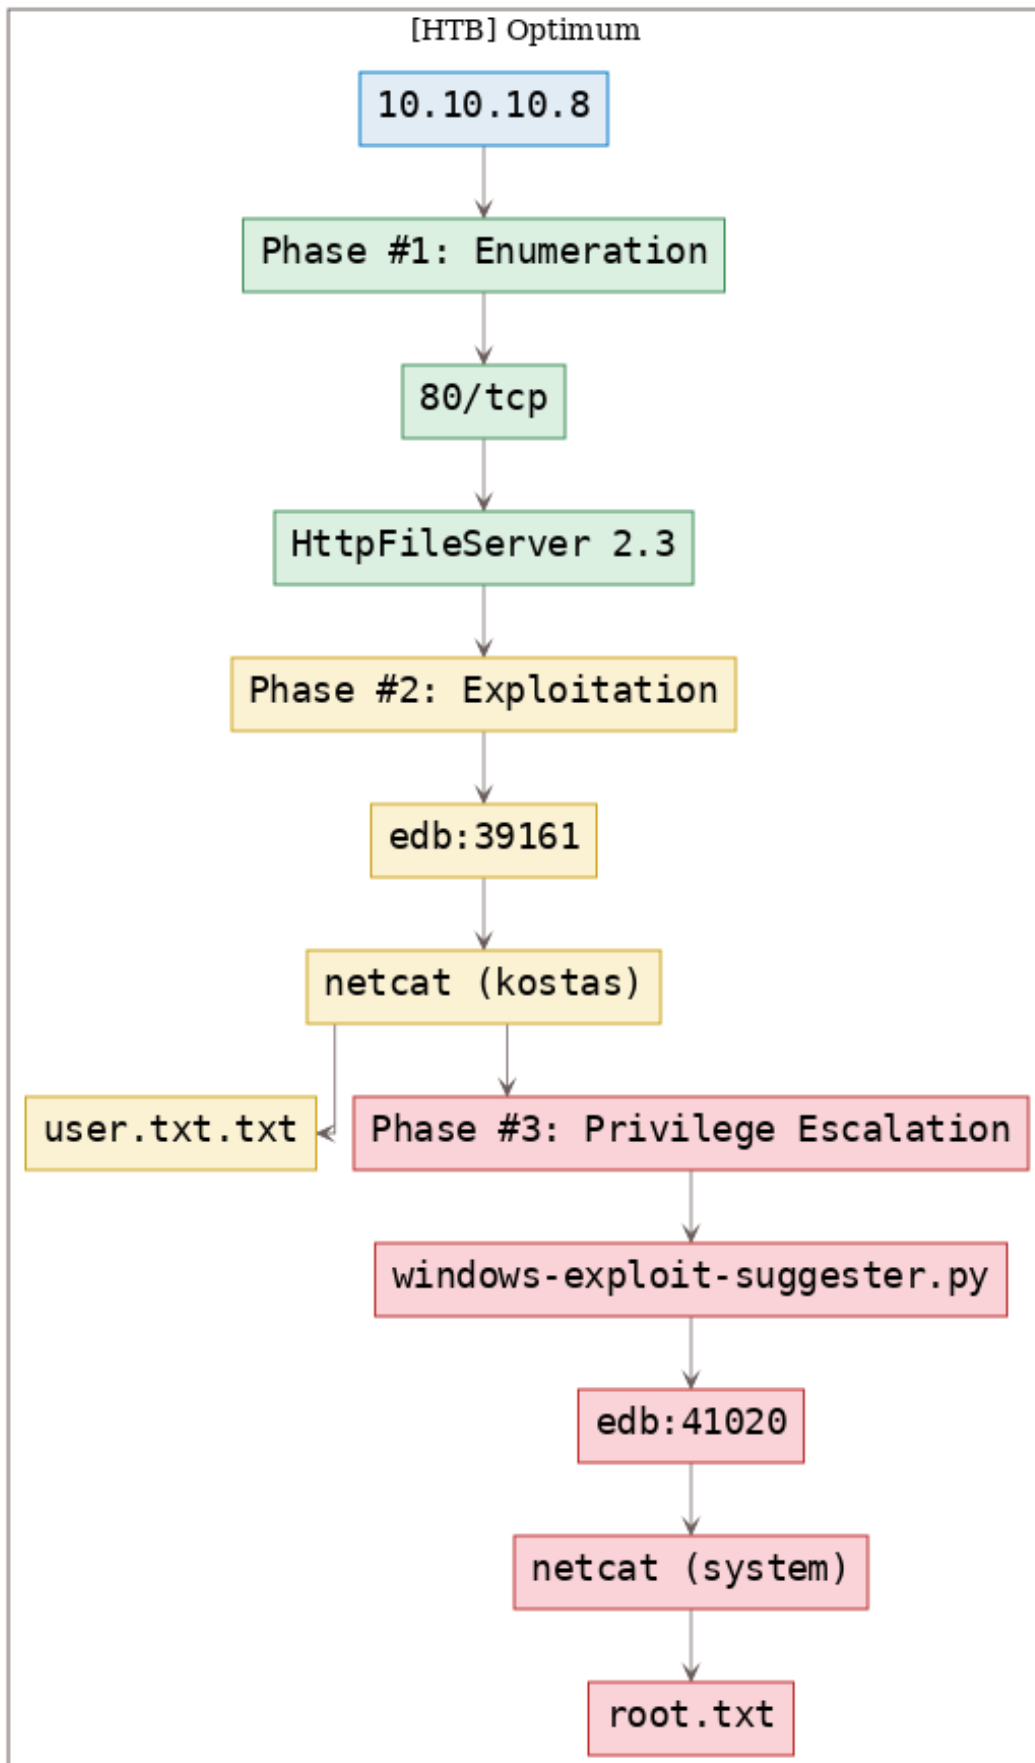 [HTB] Optimum
10.10.10.8
Phase #1: Enumeration
80/tcp
HttpFileServer 2.3
Phase #2: Exploitation
edb:39161
netcat (kostas)
user.txt.txt
Phase #3: Privilege Escalation
windows-exploit-suggester.py
edb:41020
netcat (system)
root.txt